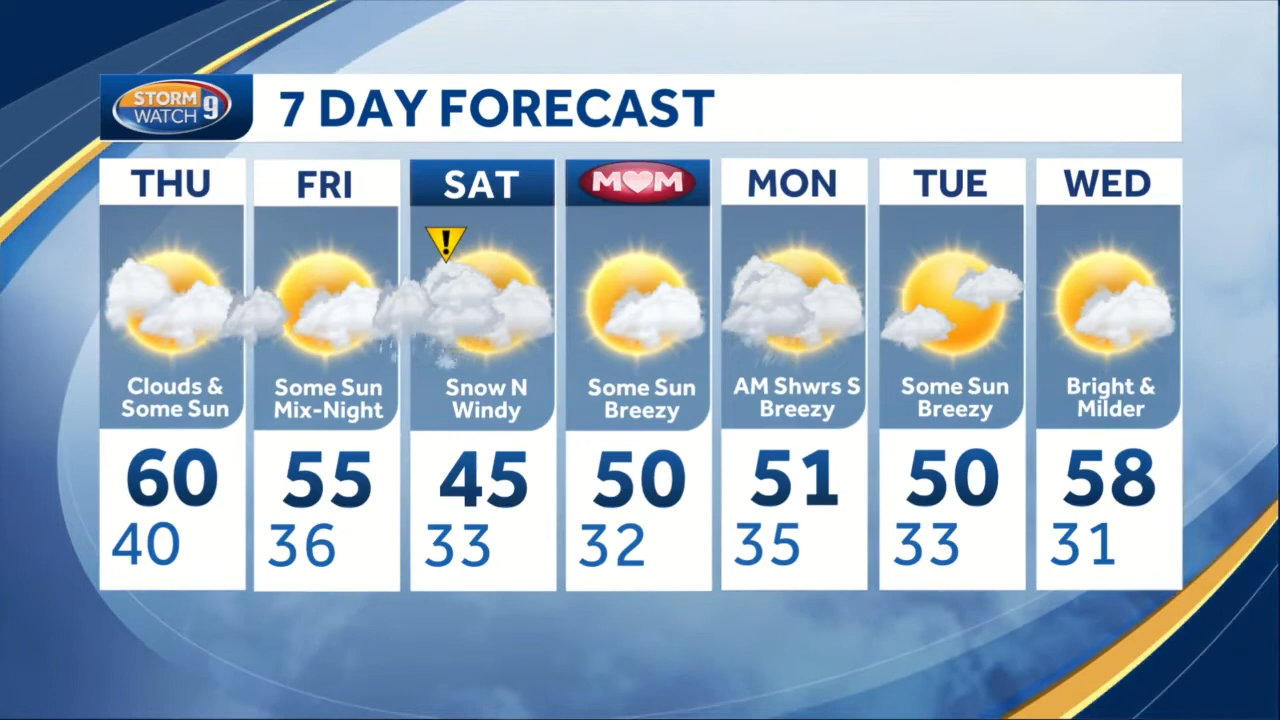 STORM
WATCH 9
7 DAY FORECAST
THU
FRI
SAT
M M
MON
TUE
WED
!
Clouds &
Some Sun
Some Sun
Mix-Night
Snow N
Windy
Some Sun
Breezy
AM Shwrs S
Breezy
Some Sun
Breezy
Bright &
Milder
60
55
45
50
51
50
58
40
36
33
32
35
33
31